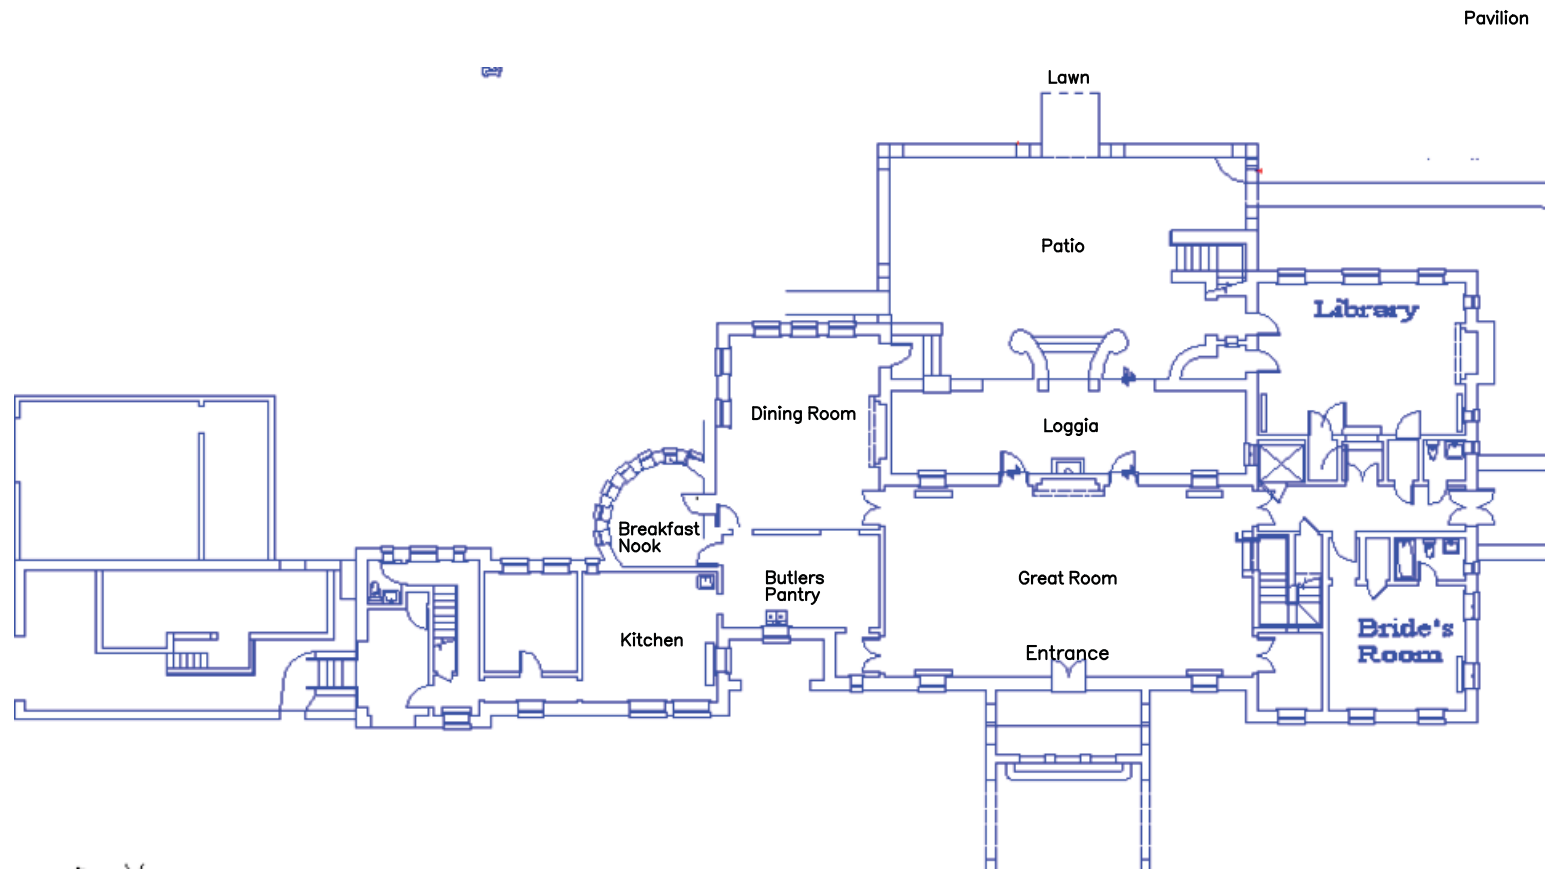 Pavilion
Lawn
Patio
Library
Dining Room
Loggia
Breakfast
Nook
Butlers
Pantry
Great Room
Kitchen
Entrance
Bride's
Room